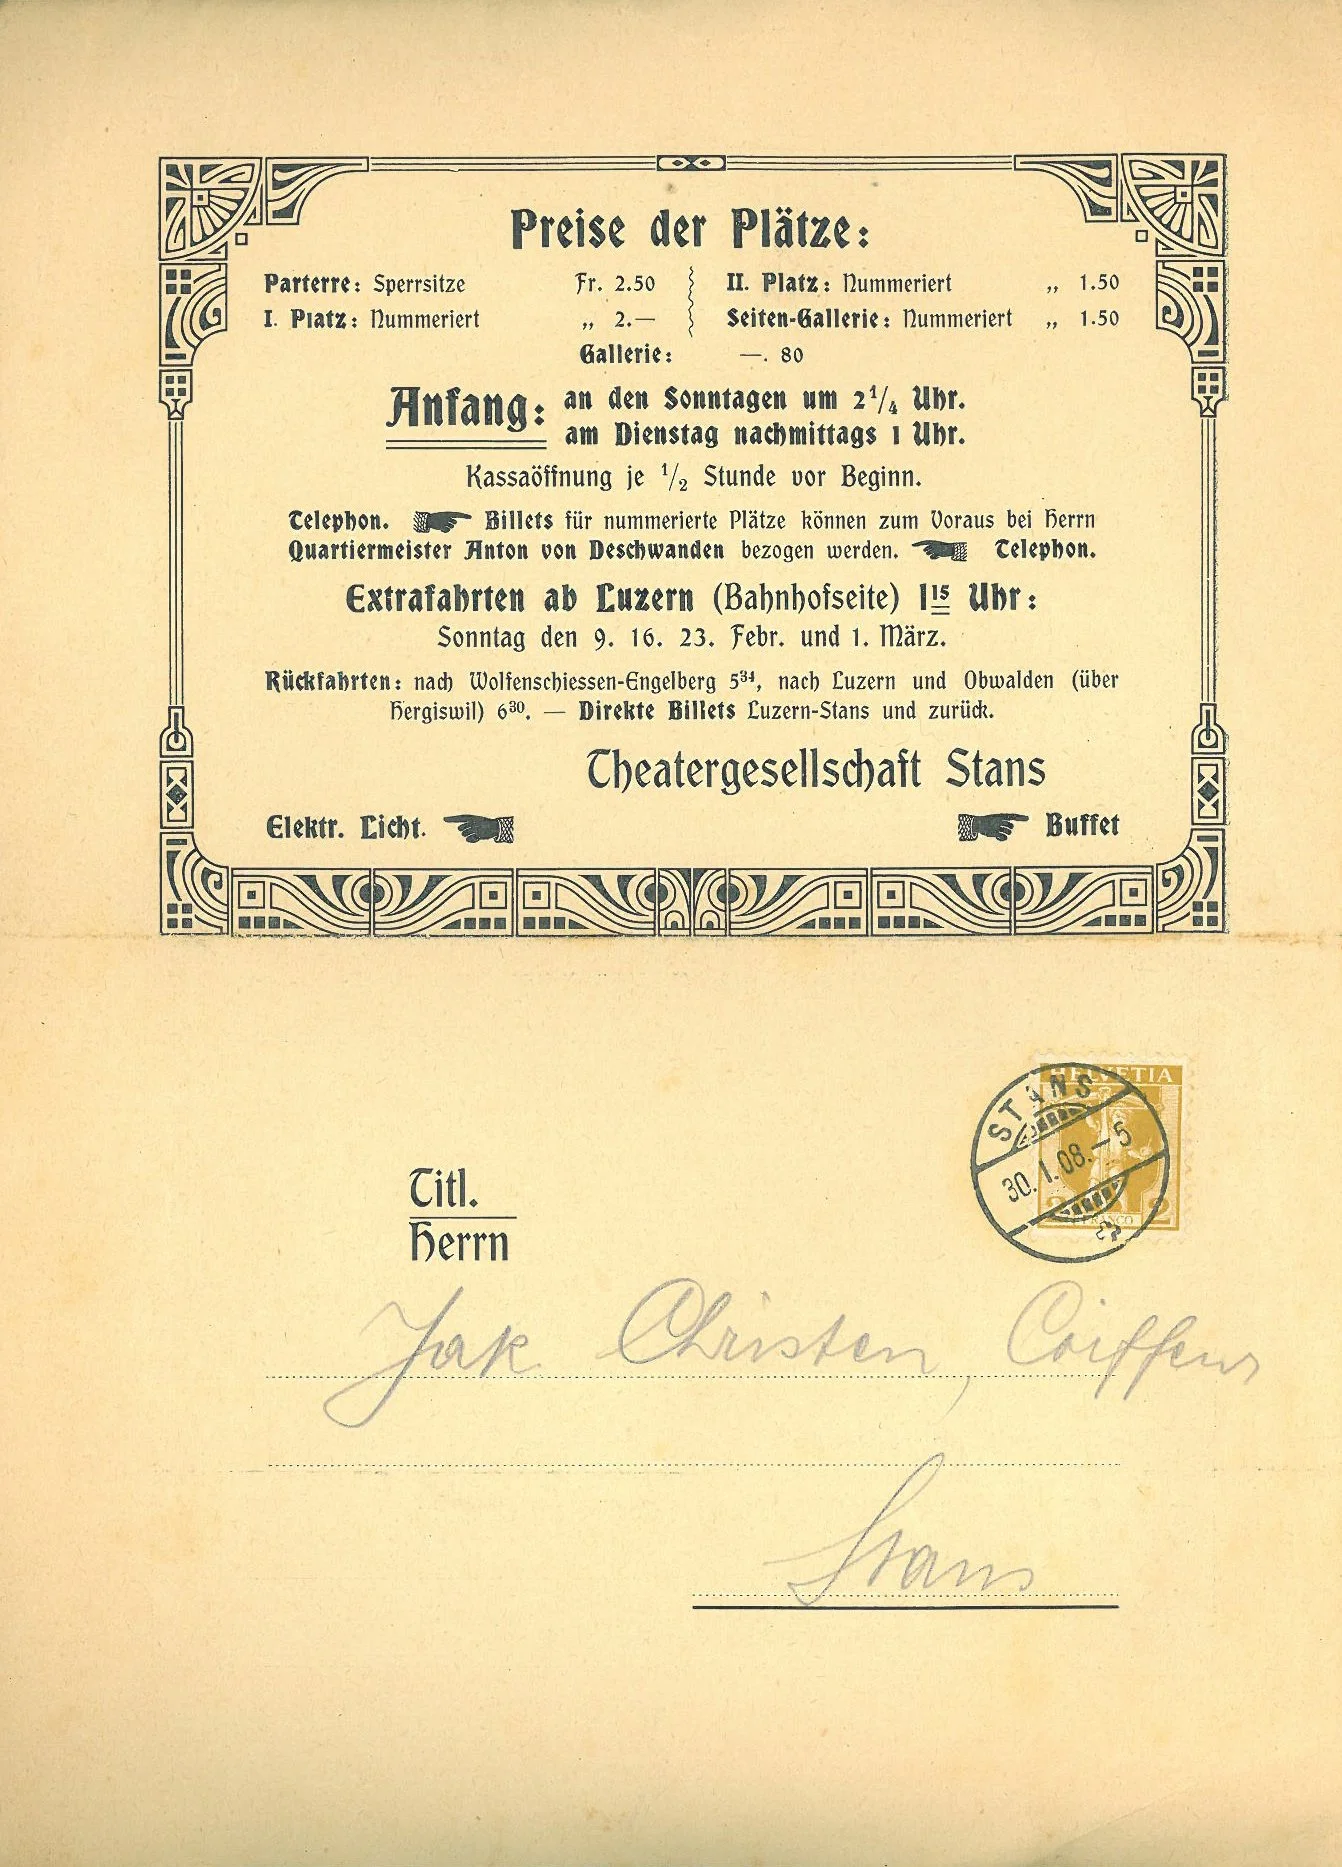 Preise der Plätze:
Parterre: Sperrsitze Fr. 2.50
I. Platz: Nummeriert „ 2.—
II. Platz: Nummeriert „ 1.50
Seiten-Gallerie: Nummeriert „ 1.50
Gallerie: —. 80
Anfang: an den Sonntagen um 2 1/4 Uhr.
am Dienstag nachmittags 1 Uhr.
Kassaöffnung je 1/2 Stunde vor Beginn.
Telephon. Billets für nummerierte Plätze können zum Voraus bei Herrn
Quartiermeister Anton von Deschwanden bezogen werden. Telephon.
Extrafahrten ab Luzern (Bahnhofseite) 1¹⁵ Uhr:
Sonntag den 9. 16. 23. Febr. und 1. März.
Rückfahrten: nach Wolfenschiessen-Engelberg 5³⁴, nach Luzern und Obwalden (über
Hergiswil) 6³⁰. — Direkte Billets Luzern-Stans und zurück.
Theatergesellschaft Stans
Elektr. Licht. Buffet
HELVETIA
STANS
30. I. 08. – 5
2 FRANCO 2
Titl.
Herrn
Jak Christen, Coiffeur
Stans